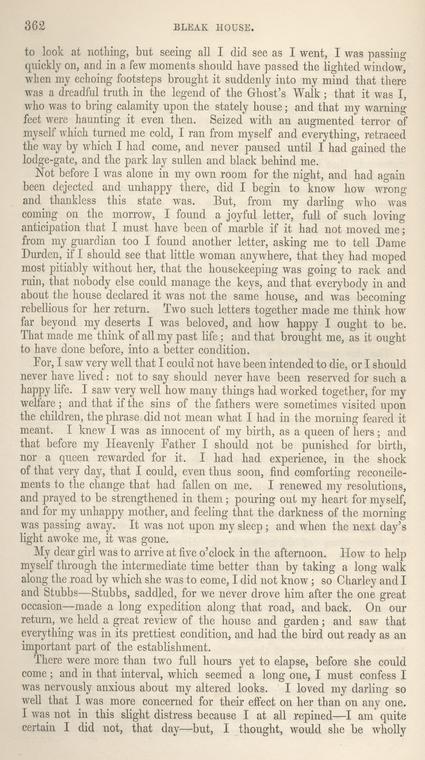 362
BLEAK HOUSE.
to look at nothing, but seeing all I did see as I went, I was passing
quickly on, and in a few moments should have passed the lighted window,
when my echoing footsteps brought it suddenly into my mind that there
was a dreadful truth in the legend of the Ghost's Walk; that it was I,
who was to bring calamity upon the stately house; and that my warning
feet were haunting it even then. Seized with an augmented terror of
myself which turned me cold, I ran from myself and everything, retraced
the way by which I had come, and never paused until I had gained the
lodge-gate, and the park lay sullen and black behind me.
Not before I was alone in my own room for the night, and had again
been dejected and unhappy there, did I begin to know how wrong
and thankless this state was. But, from my darling who was
coming on the morrow, I found a joyful letter, full of such loving
anticipation that I must have been of marble if it had not moved me;
from my guardian too I found another letter, asking me to tell Dame
Durden, if I should see that little woman anywhere, that they had moped
most pitiably without her, that the housekeeping was going to rack and
ruin, that nobody else could manage the keys, and that everybody in and
about the house declared it was not the same house, and was becoming
rebellious for her return. Two such letters together made me think how
far beyond my deserts I was beloved, and how happy I ought to be.
That made me think of all my past life; and that brought me, as it ought
to have done before, into a better condition.
For, I saw very well that I could not have been intended to die, or I should
never have lived: not to say should never have been reserved for such a
happy life. I saw very well how many things had worked together, for my
welfare; and that if the sins of the fathers were sometimes visited upon
the children, the phrase did not mean what I had in the morning feared it
meant. I knew I was as innocent of my birth, as a queen of hers; and
that before my Heavenly Father I should not be punished for birth,
nor a queen rewarded for it. I had had experience, in the shock
of that very day, that I could, even thus soon, find comforting reconcile-
ments to the change that had fallen on me. I renewed my resolutions,
and prayed to be strengthened in them; pouring out my heart for myself,
and for my unhappy mother, and feeling that the darkness of the morning
was passing away. It was not upon my sleep; and when the next day's
light awoke me, it was gone.
My dear girl was to arrive at five o'clock in the afternoon. How to help
myself through the intermediate time better than by taking a long walk
along the road by which she was to come, I did not know; so Charley and I
and Stubbs—Stubbs, saddled, for we never drove him after the one great
occasion—made a long expedition along that road, and back. On our
return, we held a great review of the house and garden; and saw that
everything was in its prettiest condition, and had the bird out ready as an
important part of the establishment.
There were more than two full hours yet to elapse, before she could
come; and in that interval, which seemed a long one, I must confess I
was nervously anxious about my altered looks. I loved my darling so
well that I was more concerned for their effect on her than on any one.
I was not in this slight distress because I at all repined—I am quite
certain I did not, that day—but, I thought, would she be wholly